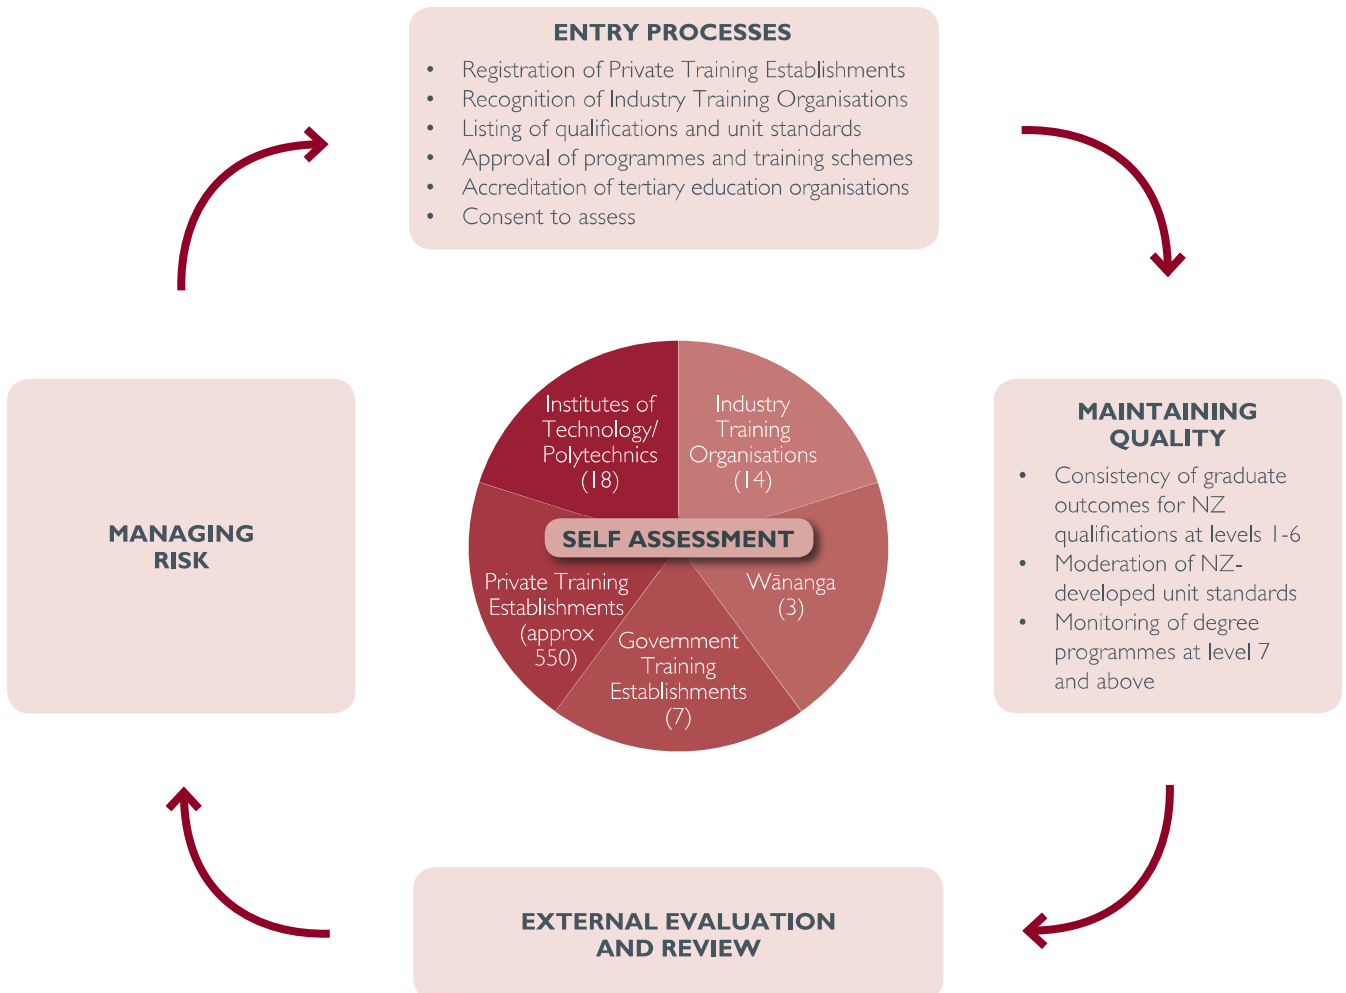 ENTRY PROCESSES
• Registration of Private Training Establishments
• Recognition of Industry Training Organisations
• Listing of qualifications and unit standards
• Approval of programmes and training schemes
• Accreditation of tertiary education organisations
• Consent to assess
MANAGING
RISK
Institutes of
Technology/
Polytechnics
(18)
Industry
Training
Organisations
(14)
SELF ASSESSMENT
Private Training
Establishments
(approx
550)
Government
Training
Establishments
(7)
Wānanga
(3)
MAINTAINING
QUALITY
• Consistency of graduate
outcomes for NZ
qualifications at levels 1-6
• Moderation of NZ-
developed unit standards
• Monitoring of degree
programmes at level 7
and above
EXTERNAL EVALUATION
AND REVIEW